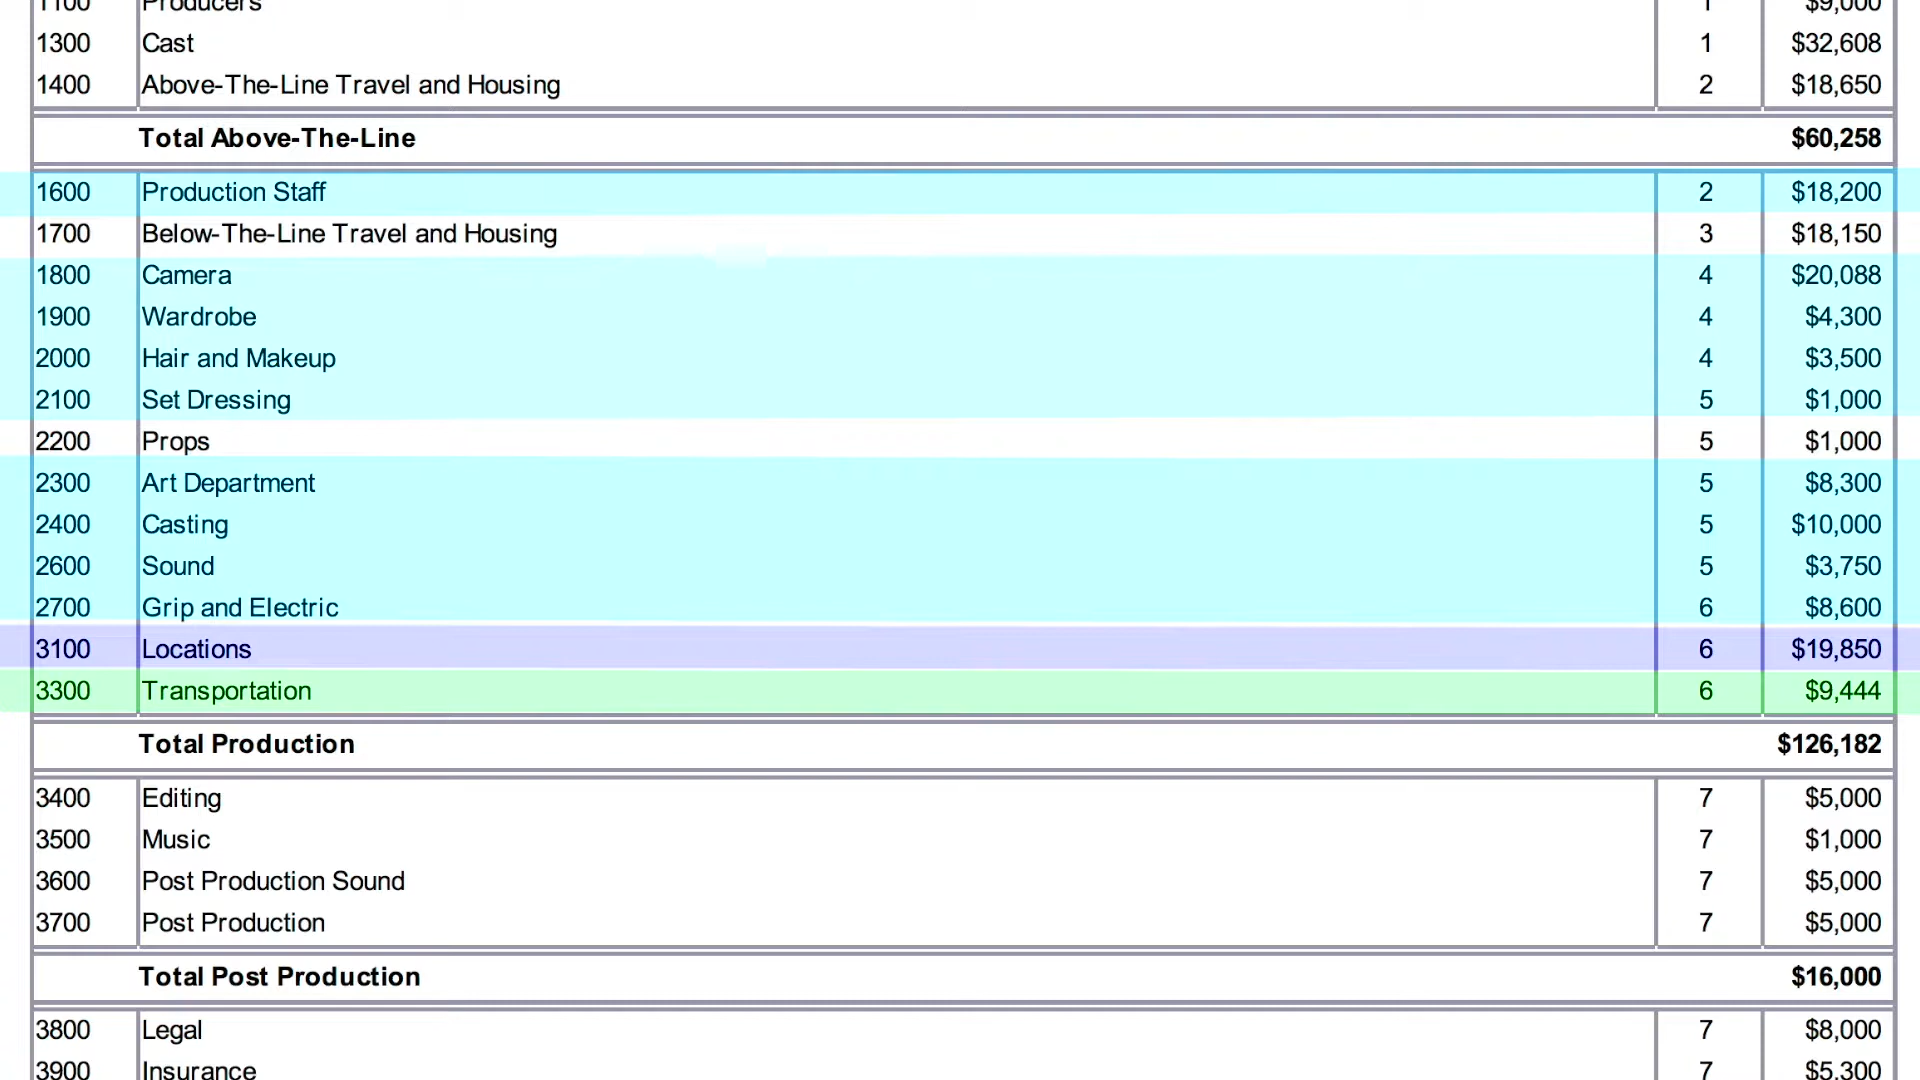 1100 Producers 1 $9,000
1300 Cast 1 $32,608
1400 Above-The-Line Travel and Housing 2 $18,650
Total Above-The-Line $60,258
1600 Production Staff 2 $18,200
1700 Below-The-Line Travel and Housing 3 $18,150
1800 Camera 4 $20,088
1900 Wardrobe 4 $4,300
2000 Hair and Makeup 4 $3,500
2100 Set Dressing 5 $1,000
2200 Props 5 $1,000
2300 Art Department 5 $8,300
2400 Casting 5 $10,000
2600 Sound 5 $3,750
2700 Grip and Electric 6 $8,600
3100 Locations 6 $19,850
3300 Transportation 6 $9,444
Total Production $126,182
3400 Editing 7 $5,000
3500 Music 7 $1,000
3600 Post Production Sound 7 $5,000
3700 Post Production 7 $5,000
Total Post Production $16,000
3800 Legal 7 $8,000
3900 Insurance 7 $5,300